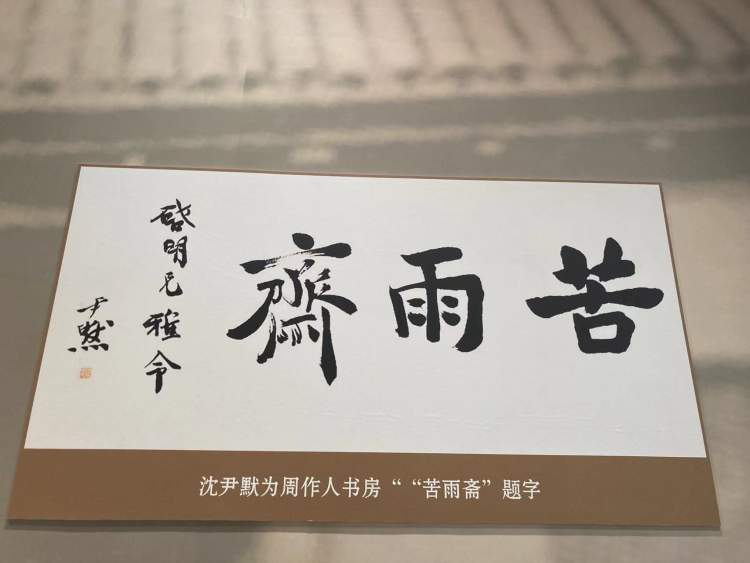 苦雨齋
啟明兄雅令
尹默
沈尹默为周作人书房“ “苦雨斋”题字